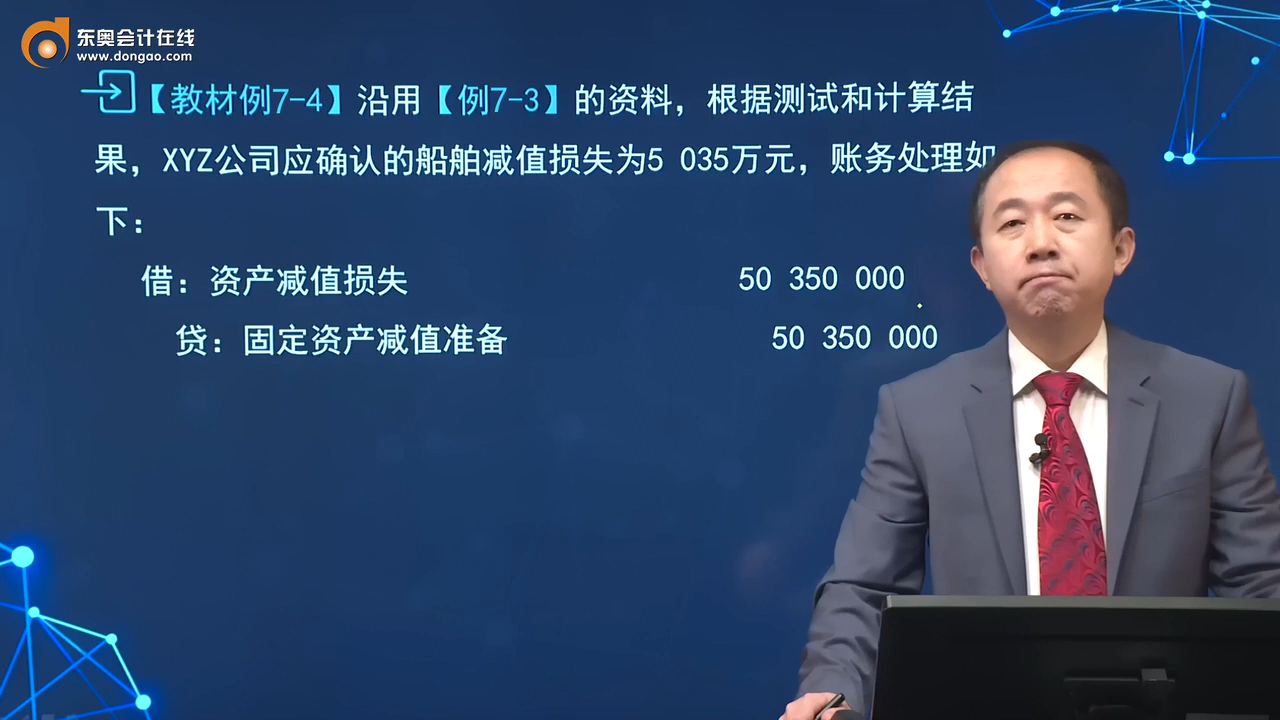 东奥会计在线
www.dongao.com
【教材例7-4】沿用【例7-3】的资料，根据测试和计算结
果，XYZ公司应确认的船舶减值损失为5 035万元，账务处理如
下：
借：资产减值损失 50 350 000
贷：固定资产减值准备 50 350 000